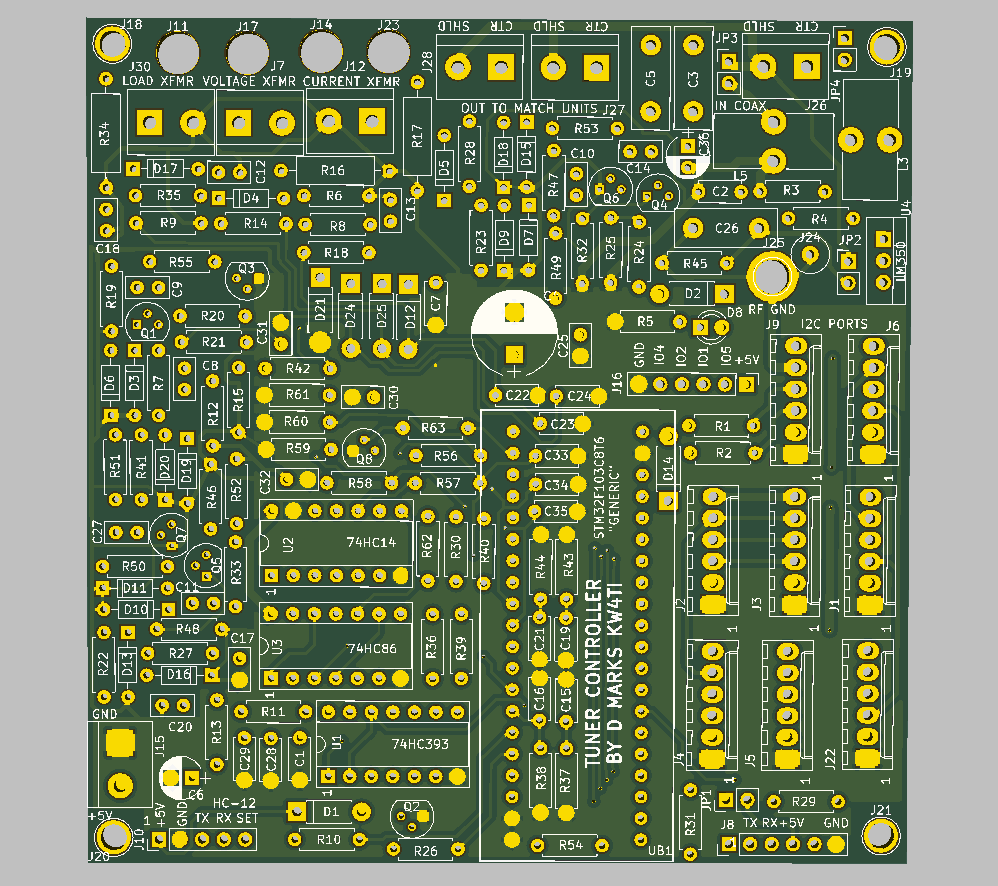 J18
J11
J17
J14
J23
SHLD
CTR
SHLD
CTR
SHLD
CTR
JP3
J30
J7
J12
J28
C5
C3
J19
LOAD XFMR
VOLTAGE XFMR
CURRENT XFMR
JP4
OUT TO MATCH UNITS
J27
IN COAX
J26
R34
R17
D5
R28
D18
D15
R53
C36
L3
D17
C12
R16
R47
C10
C14
L5
R35
D4
R6
C13
Q6
Q4
C2
R3
R9
R14
R8
C18
R23
D9
D7
R32
R25
R24
C26
R4
U4
R18
R49
J25
J24
JP2
LM350
R55
Q3
R45
R19
C9
D21
D24
D25
D12
C7
D2
RF GND
Q1
R20
C31
R5
D8
J9
I2C PORTS
J6
R21
C25
GND
IO4
IO2
IO1
IO5
+5V
D6
D3
R7
C8
R42
J16
R12
R15
R61
C30
C22
C24
R60
R63
C23
R1
R51
R41
D20
D19
R59
Q8
R56
C33
STM32F103C8T6
"GENERIC"
R2
D14
R46
R52
C32
R58
R57
C34
1
1
C27
Q7
C35
U2
74HC14
R62
R30
R40
R50
Q5
R33
R44
R43
D11
C11
1
D10
J2
J3
J1
R48
U3
74HC86
R36
R39
C21
C19
1
1
1
R22
D13
R27
C17
D16
1
C16
C15
TUNER CONTROLLER
BY D MARKS KW4TI
GND
C20
R13
R11
J15
U1
74HC393
J4
J5
J22
C29
C28
C1
R38
R37
C6
1
1
1
1
HC-12
JP1
R29
+5V
1
+5V
GND
TX RX SET
D1
Q2
R31
J8
TX RX+5V
GND
J21
J20
J10
R10
R26
R54
UB1